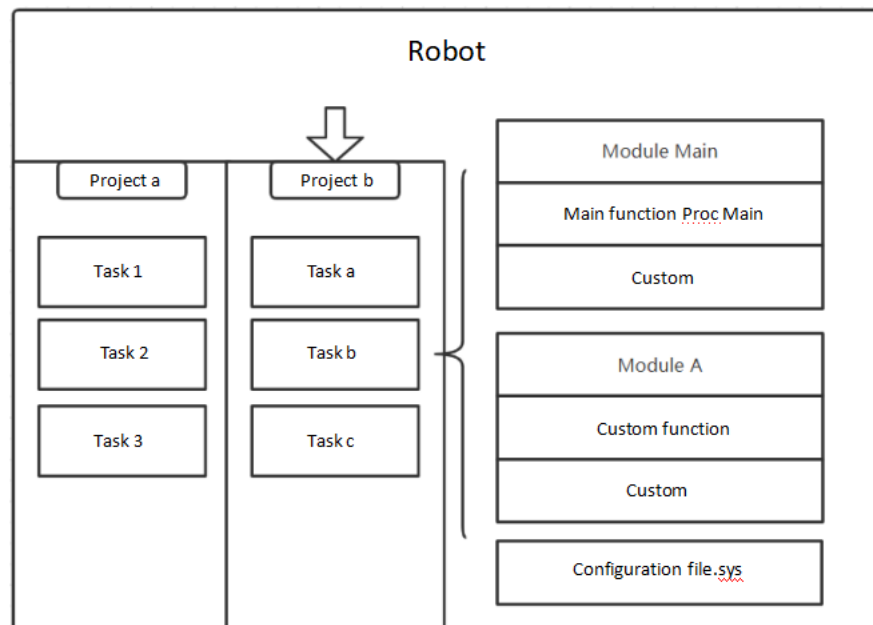 Robot
Project a
Project b
Task 1
Task 2
Task 3
Task a
Task b
Task c
Module Main
Main function Proc Main
Custom
Module A
Custom function
Custom
Configuration file.sys